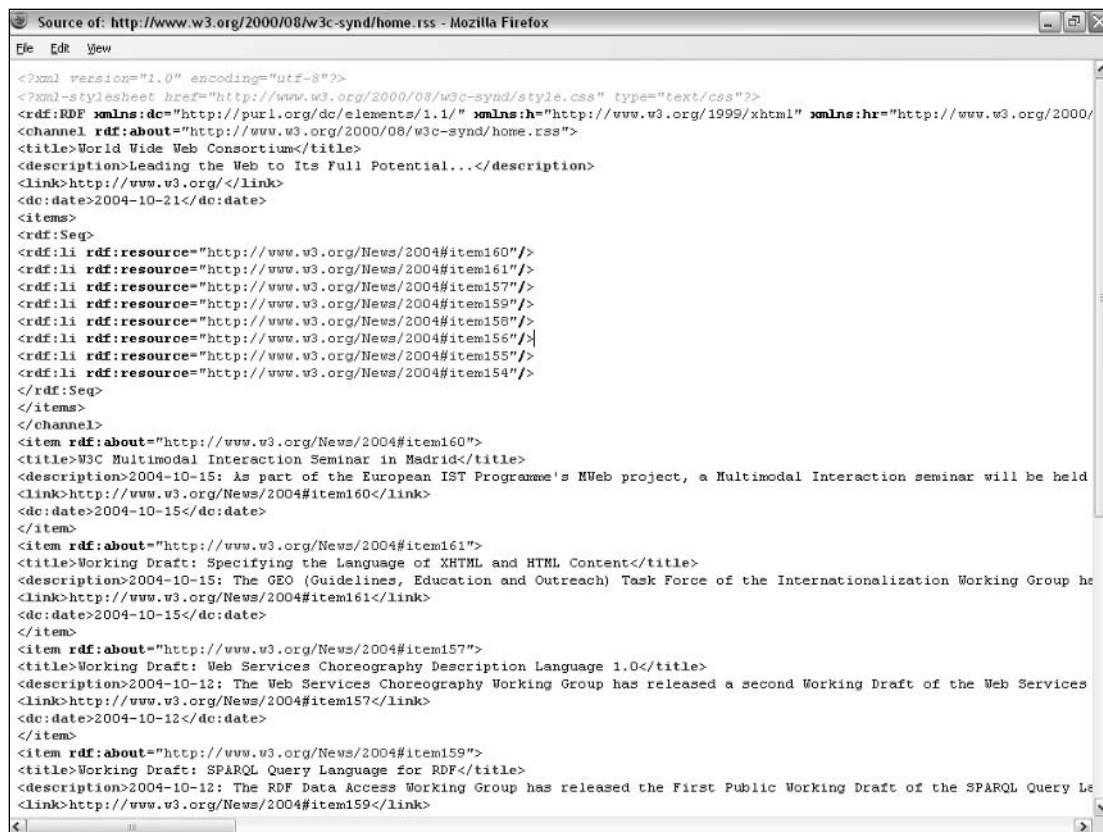 Source of: http://www.w3.org/2000/08/w3c-synd/home.rss - Mozilla Firefox
File Edit View
<?xml version="1.0" encoding="utf-8"?>
<?xml-stylesheet href="http://www.w3.org/2000/08/w3c-synd/style.css" type="text/css"?>
<rdf:RDF xmlns:dc="http://purl.org/dc/elements/1.1/" xmlns:h="http://www.w3.org/1999/xhtml" xmlns:hr="http://www.w3.org/2000/
<channel rdf:about="http://www.w3.org/2000/08/w3c-synd/home.rss">
<title>World Wide Web Consortium</title>
<description>Leading the Web to Its Full Potential...</description>
<link>http://www.w3.org/</link>
<dc:date>2004-10-21</dc:date>
<items>
<rdf:Seq>
<rdf:li rdf:resource="http://www.w3.org/News/2004#item160"/>
<rdf:li rdf:resource="http://www.w3.org/News/2004#item161"/>
<rdf:li rdf:resource="http://www.w3.org/News/2004#item157"/>
<rdf:li rdf:resource="http://www.w3.org/News/2004#item159"/>
<rdf:li rdf:resource="http://www.w3.org/News/2004#item158"/>
<rdf:li rdf:resource="http://www.w3.org/News/2004#item156"/>
<rdf:li rdf:resource="http://www.w3.org/News/2004#item155"/>
<rdf:li rdf:resource="http://www.w3.org/News/2004#item154"/>
</rdf:Seq>
</items>
</channel>
<item rdf:about="http://www.w3.org/News/2004#item160">
<title>W3C Multimodal Interaction Seminar in Madrid</title>
<description>2004-10-15: As part of the European IST Programme's MWeb project, a Multimodal Interaction seminar will be held
<link>http://www.w3.org/News/2004#item160</link>
<dc:date>2004-10-15</dc:date>
</item>
<item rdf:about="http://www.w3.org/News/2004#item161">
<title>Working Draft: Specifying the Language of XHTML and HTML Content</title>
<description>2004-10-15: The GEO (Guidelines, Education and Outreach) Task Force of the Internationalization Working Group ha
<link>http://www.w3.org/News/2004#item161</link>
<dc:date>2004-10-15</dc:date>
</item>
<item rdf:about="http://www.w3.org/News/2004#item157">
<title>Working Draft: Web Services Choreography Description Language 1.0</title>
<description>2004-10-12: The Web Services Choreography Working Group has released a second Working Draft of the Web Services
<link>http://www.w3.org/News/2004#item157</link>
<dc:date>2004-10-12</dc:date>
</item>
<item rdf:about="http://www.w3.org/News/2004#item159">
<title>Working Draft: SPARQL Query Language for RDF</title>
<description>2004-10-12: The RDF Data Access Working Group has released the First Public Working Draft of the SPARQL Query La
<link>http://www.w3.org/News/2004#item159</link>